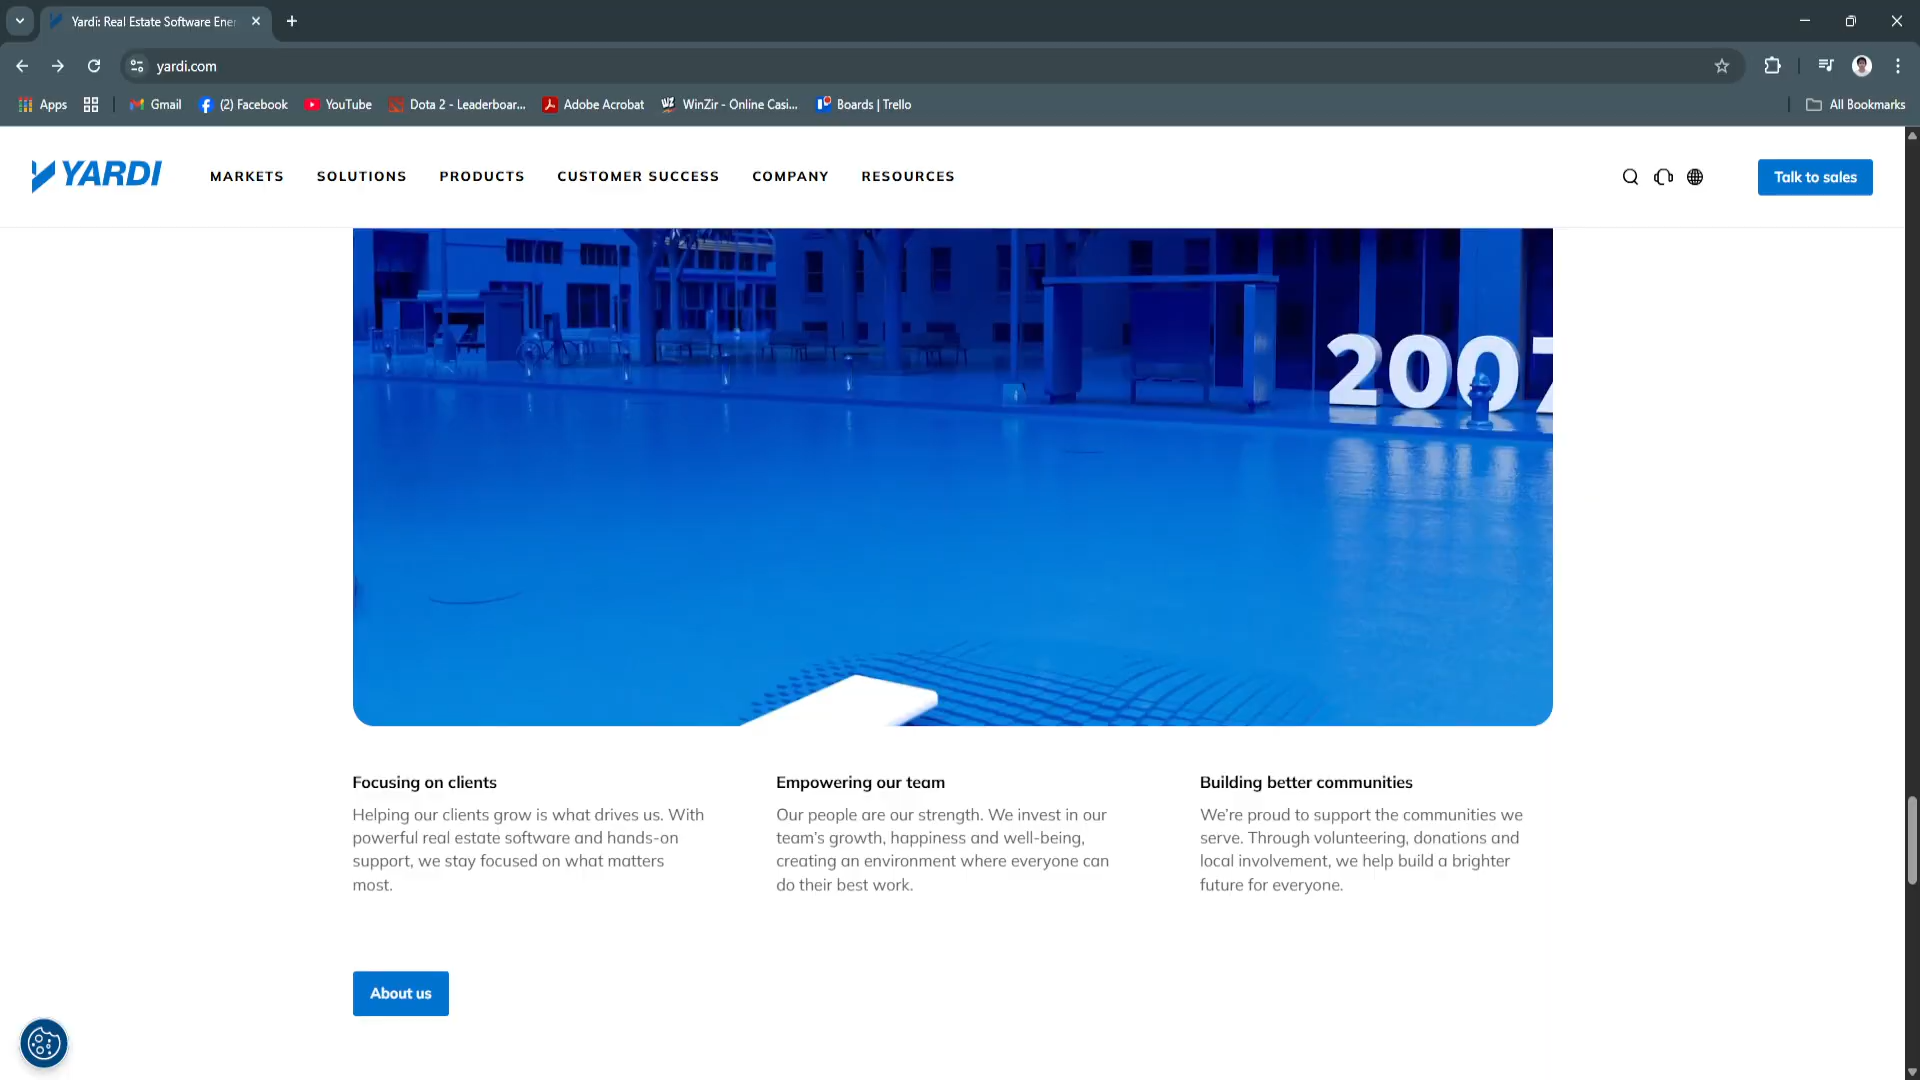 Yardi: Real Estate Software Ener
yardi.com
Apps
Gmail
(2) Facebook
YouTube
Dota 2 - Leaderboar...
Adobe Acrobat
WinZir - Online Casi...
Boards | Trello
All Bookmarks
YARDI
MARKETS
SOLUTIONS
PRODUCTS
CUSTOMER SUCCESS
COMPANY
RESOURCES
Talk to sales
2007
Focusing on clients
Helping our clients grow is what drives us. With
powerful real estate software and hands-on
support, we stay focused on what matters
most.
Empowering our team
Our people are our strength. We invest in our
team’s growth, happiness and well-being,
creating an environment where everyone can
do their best work.
Building better communities
We’re proud to support the communities we
serve. Through volunteering, donations and
local involvement, we help build a brighter
future for everyone.
About us